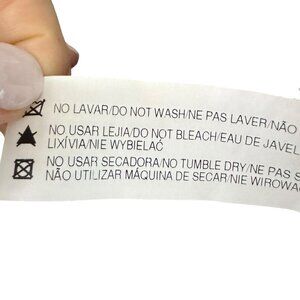 NO LAVAR/DO NOT WASH/NE PAS LAVER/NÃO
NO USAR LEJIA/DO NOT BLEACH/EAU DE JAVEL
LIXÍVIA/NIE WYBIELAĆ
NO USAR SECADORA/NO TUMBLE DRY/NE PAS S
NÃO UTILIZAR MÁQUINA DE SECAR/NIE WIROWA